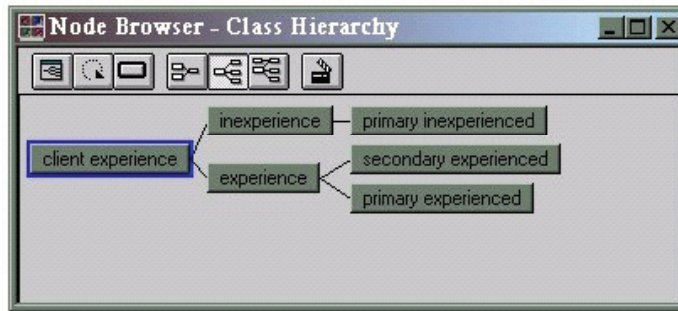 Node Browser - Class Hierarchy
inexperience
primary inexperienced
client experience
secondary experienced
experience
primary experienced